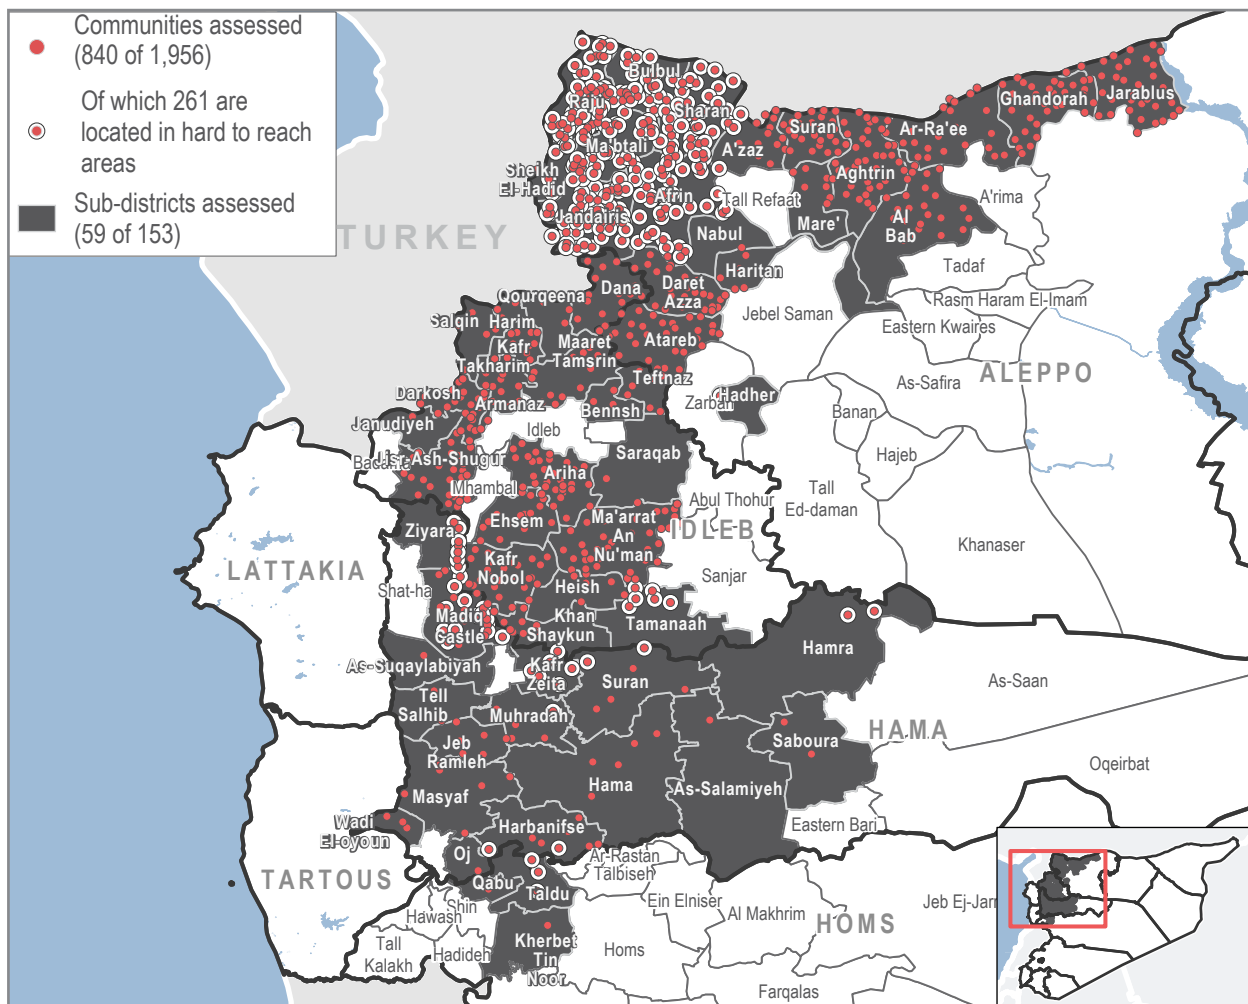 Communities assessed
(840 of 1,956)
Of which 261 are
located in hard to reach
areas
Sub-districts assessed
(59 of 153)
TURKEY
Bulbul
Raju
Sharan
Ma'btali
Sheikh
El-Hadid
Afrin
Jandairis
A'zaz
Suran
Ar-Ra'ee
Ghandorah
Jarablus
Aghtrin
Tall Refaat
Mare'
Al
Bab
A'rima
Nabul
Haritan
Tadaf
Dana
Daret
Azza
Jebel Saman
Rasm Haram El-Imam
Eastern Kwaires
Qourqeena
Salqin
Harim
Kafr
Takharim
Maaret
Tamsrin
Atareb
ALEPPO
As-Safira
Teftnaz
Darkosh
Armanaz
Bennsh
Zarbah
Hadher
Banan
Janudiyeh
Idleb
Hajeb
Badama
Jisr-Ash-Shugur
Saraqab
Ariha
Mhambal
Abul Thohur
Tall
Ed-daman
Ziyara
Ehsem
Ma'arrat
An
Nu'man
IDLEB
Khanaser
LATTAKIA
Kafr
Nobol
Shat-ha
Heish
Sanjar
Madiq
Castle
Khan
Shaykun
Tamanaah
Hamra
As-Suqaylabiyah
Kafr
Zeita
Suran
As-Saan
Tell
Salhib
Muhradah
HAMA
Saboura
Jeb
Ramleh
Oqeirbat
Masyaf
Hama
As-Salamiyeh
Wadi
El-oyoun
Harbanifse
Eastern Bari
Oj
Ar-Rastan
Talbiseh
TARTOUS
Qabu
Taldu
Shin
Ein Elniser
Jeb Ej-Jarr
Hawash
Al Makhrim
HOMS
Tall
Kalakh
Hadideh
Kherbet
Tin
Noor
Homs
Farqalas